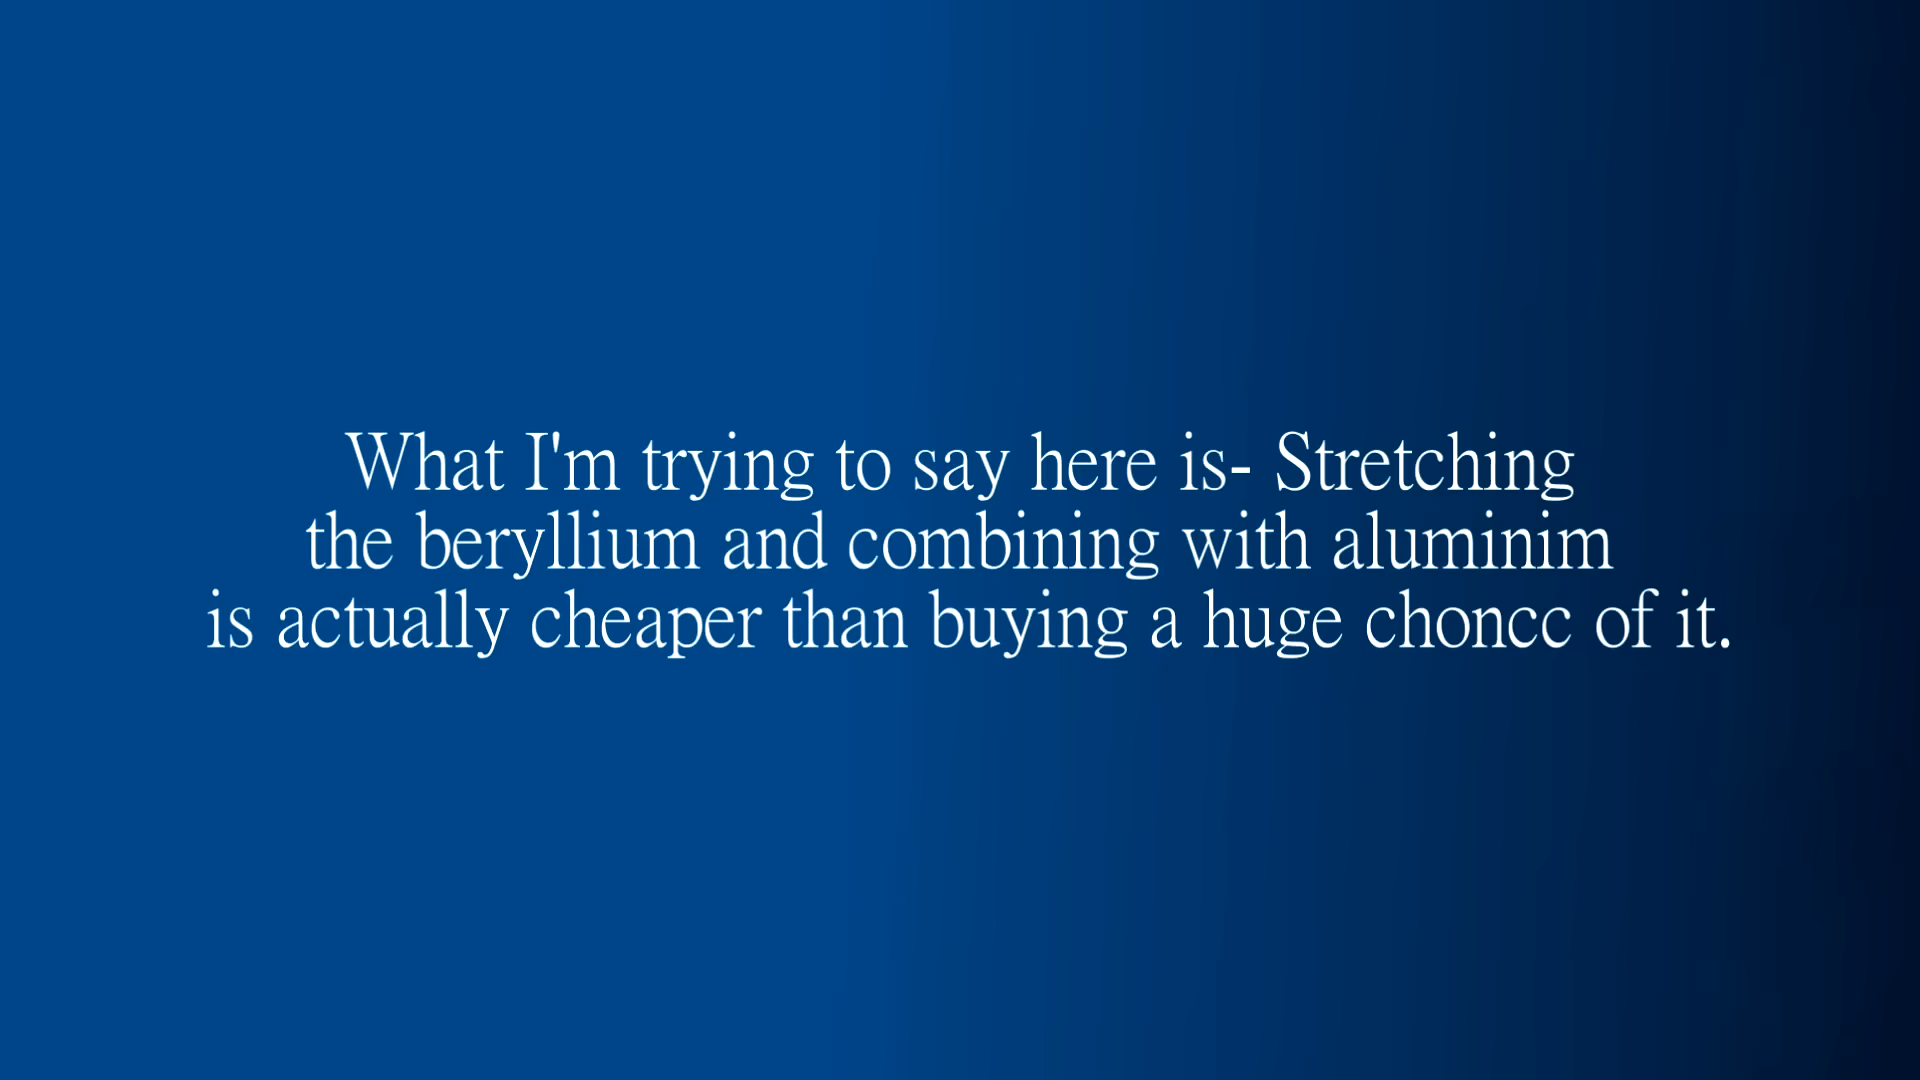 What I'm trying to say here is- Stretching
the beryllium and combining with aluminim
is actually cheaper than buying a huge choncc of it.